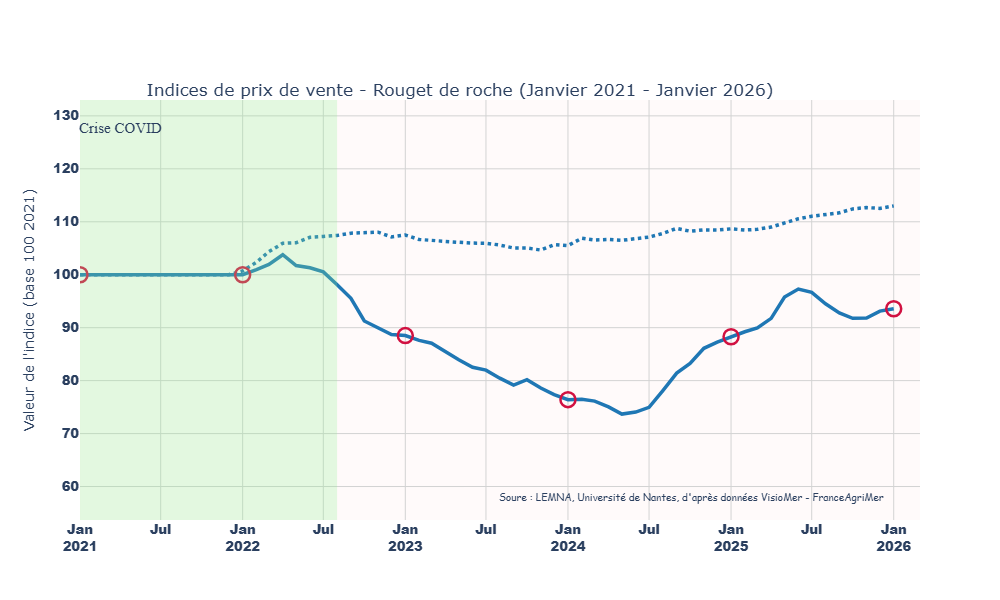 Indices de prix de vente - Rouget de roche (Janvier 2021 - Janvier 2026)
Valeur de l'indice (base 100 2021)
130
Crise COVID
120
110
100
90
80
70
60
Soure : LEMNA, Université de Nantes, d'après données VisioMer - FranceAgriMer
Jan Jul Jan Jul Jan Jul Jan Jul Jan Jul Jan
2021 2022 2023 2024 2025 2026